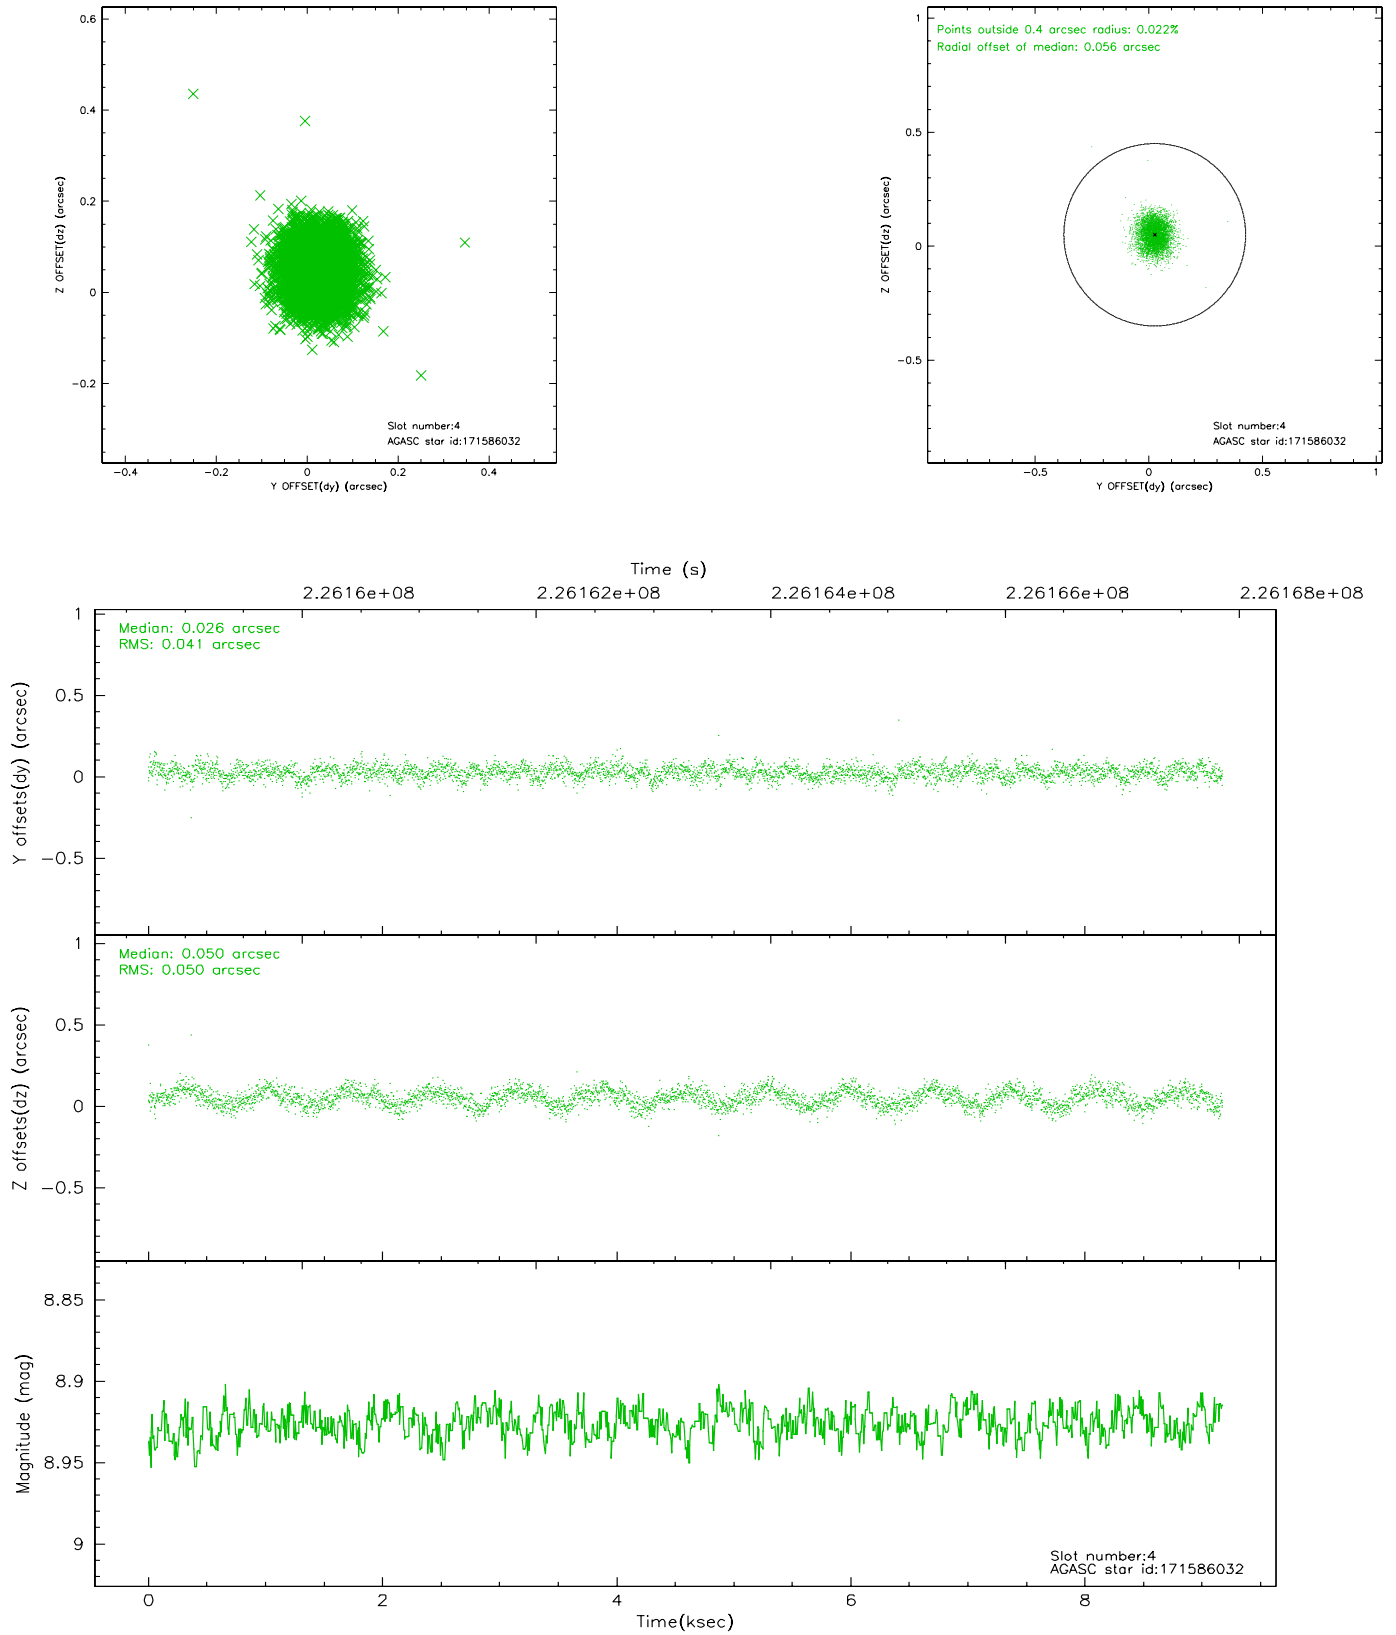 0.6
0.4
0.2
0
−0.2
Z OFFSET(dz) (arcsec)
Slot number:4
AGASC star id:171586032
−0.4 −0.2 0 0.2 0.4
Y OFFSET(dy) (arcsec)
Points outside 0.4 arcsec radius: 0.022%
Radial offset of median: 0.056 arcsec
1
0.5
0
−0.5
Z OFFSET(dz) (arcsec)
Slot number:4
AGASC star id:171586032
−0.5 0 0.5 1
Y OFFSET(dy) (arcsec)
Time (s)
2.2616e+08 2.26162e+08 2.26164e+08 2.26166e+08 2.26168e+08
Median: 0.026 arcsec
RMS: 0.041 arcsec
1
0.5
0
−0.5
Y offsets(dy) (arcsec)
Median: 0.050 arcsec
RMS: 0.050 arcsec
1
0.5
0
−0.5
Z offsets(dz) (arcsec)
8.85
8.9
8.95
9
Magnitude (mag)
Slot number:4
AGASC star id:171586032
0 2 4 6 8
Time(ksec)